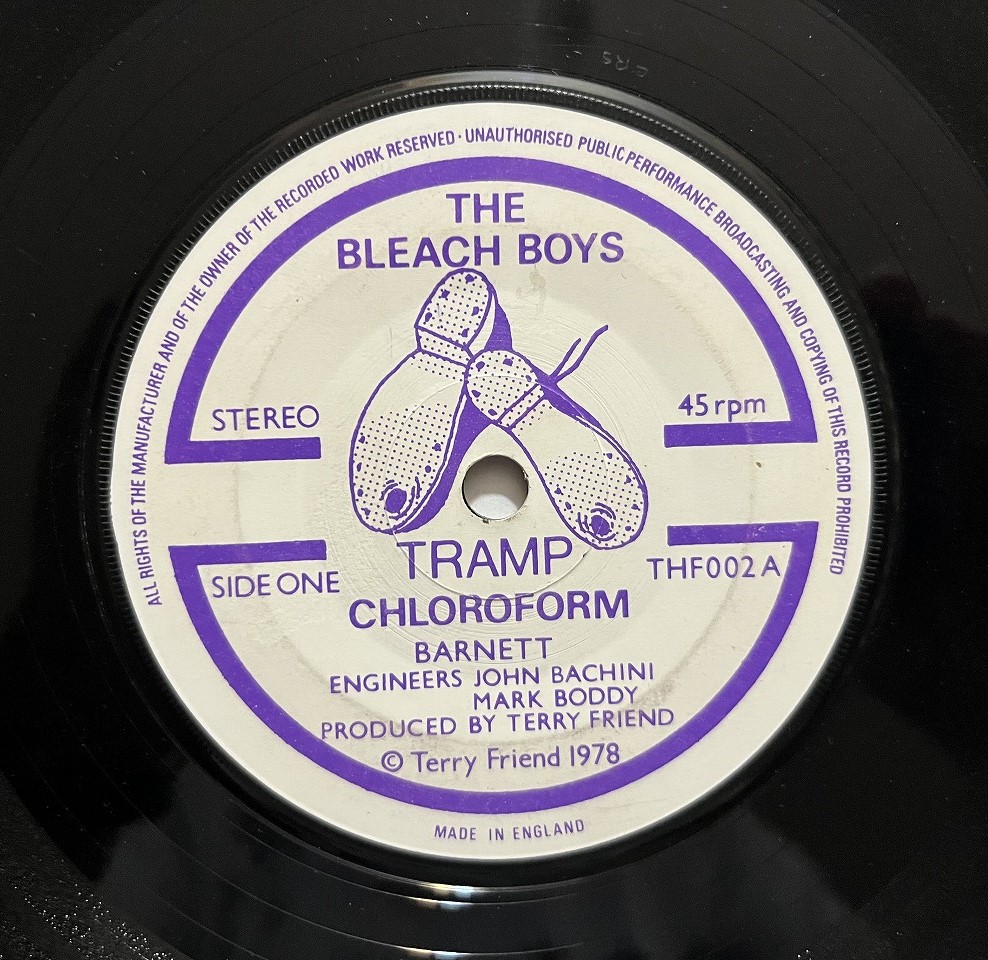 ALL RIGHTS OF THE MANUFACTURER AND OF THE OWNER OF THE RECORDED WORK RESERVED · UNAUTHORISED PUBLIC PERFORMANCE BROADCASTING AND COPYING OF THIS RECORD PROHIBITED
THE
BLEACH BOYS
STEREO
45 rpm
TRAMP
SIDE ONE
THF002A
CHLOROFORM
BARNETT
ENGINEERS JOHN BACHINI
MARK BODDY
PRODUCED BY TERRY FRIEND
© Terry Friend 1978
MADE IN ENGLAND